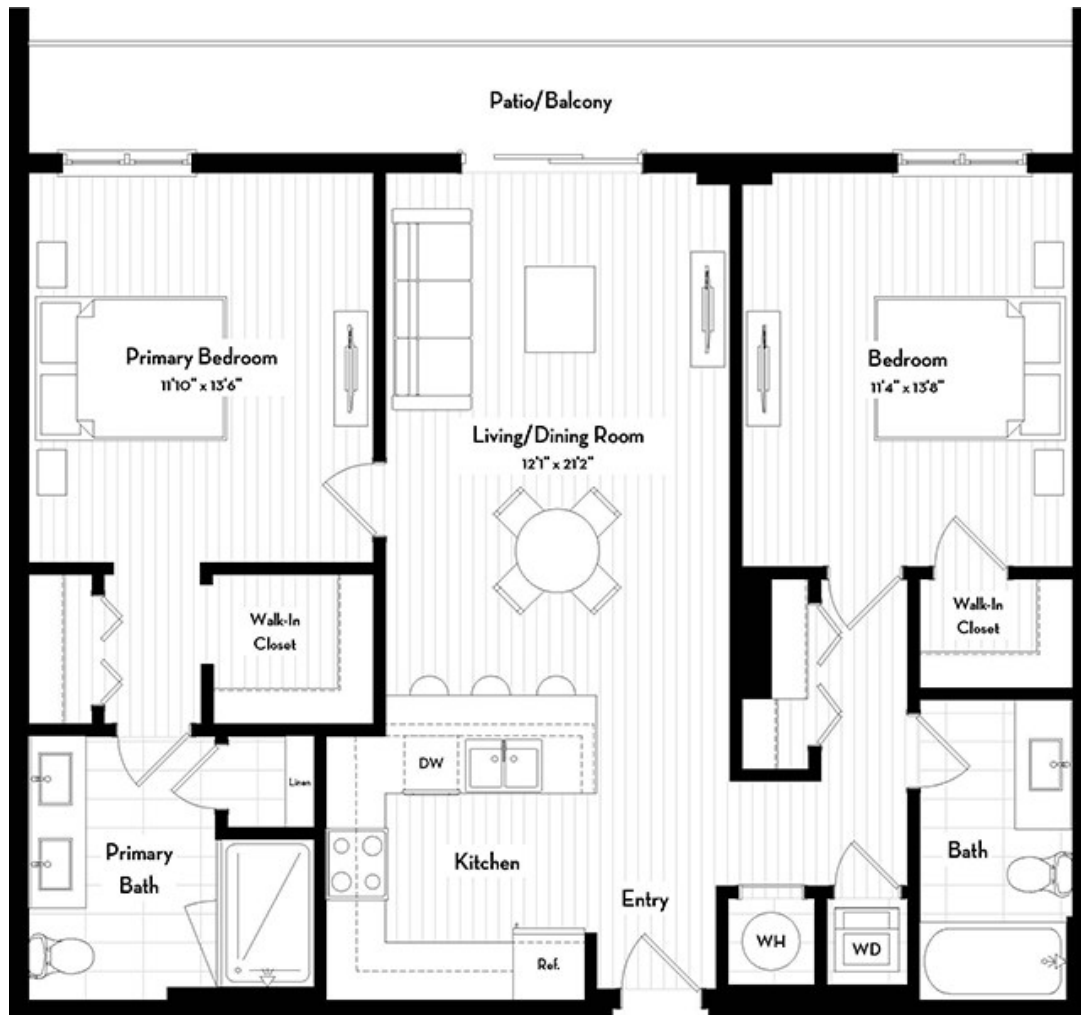 Patio/Balcony
Primary Bedroom
11'10" x 13'6"
Bedroom
11'4" x 13'8"
Living/Dining Room
12'1" x 21'2"
Walk-In
Closet
Walk-In
Closet
DW
Linen
Primary
Bath
Kitchen
Bath
Entry
WH
WD
Ref.